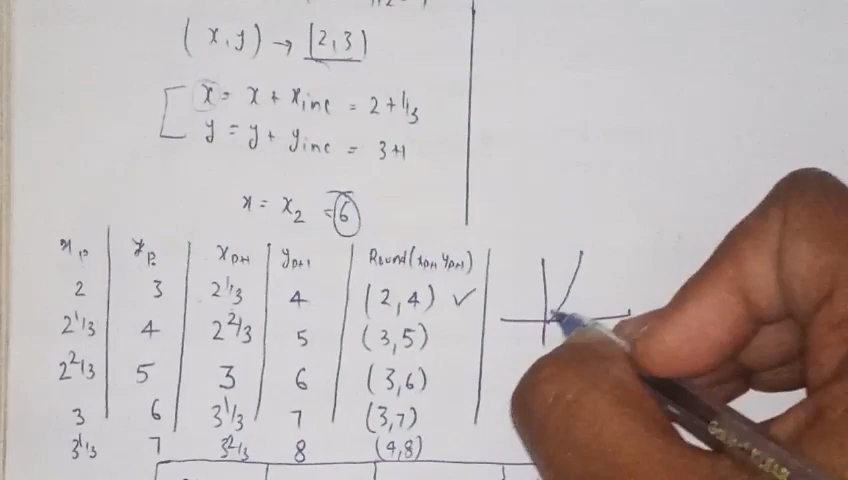 (x,y) → (2,3)
x = x + xinc = 2+1/3
y = y + yinc = 3+1
x = x2 = 6
xp yp xp+1 yp+1 Round(xp+1, yp+1)
2 3 2 1/3 4 (2,4) ✓
2 1/3 4 2 2/3 5 (3,5)
2 2/3 5 3 6 (3,6)
3 6 3 1/3 7 (3,7)
3 1/3 7 3 2/3 8 (4,8)